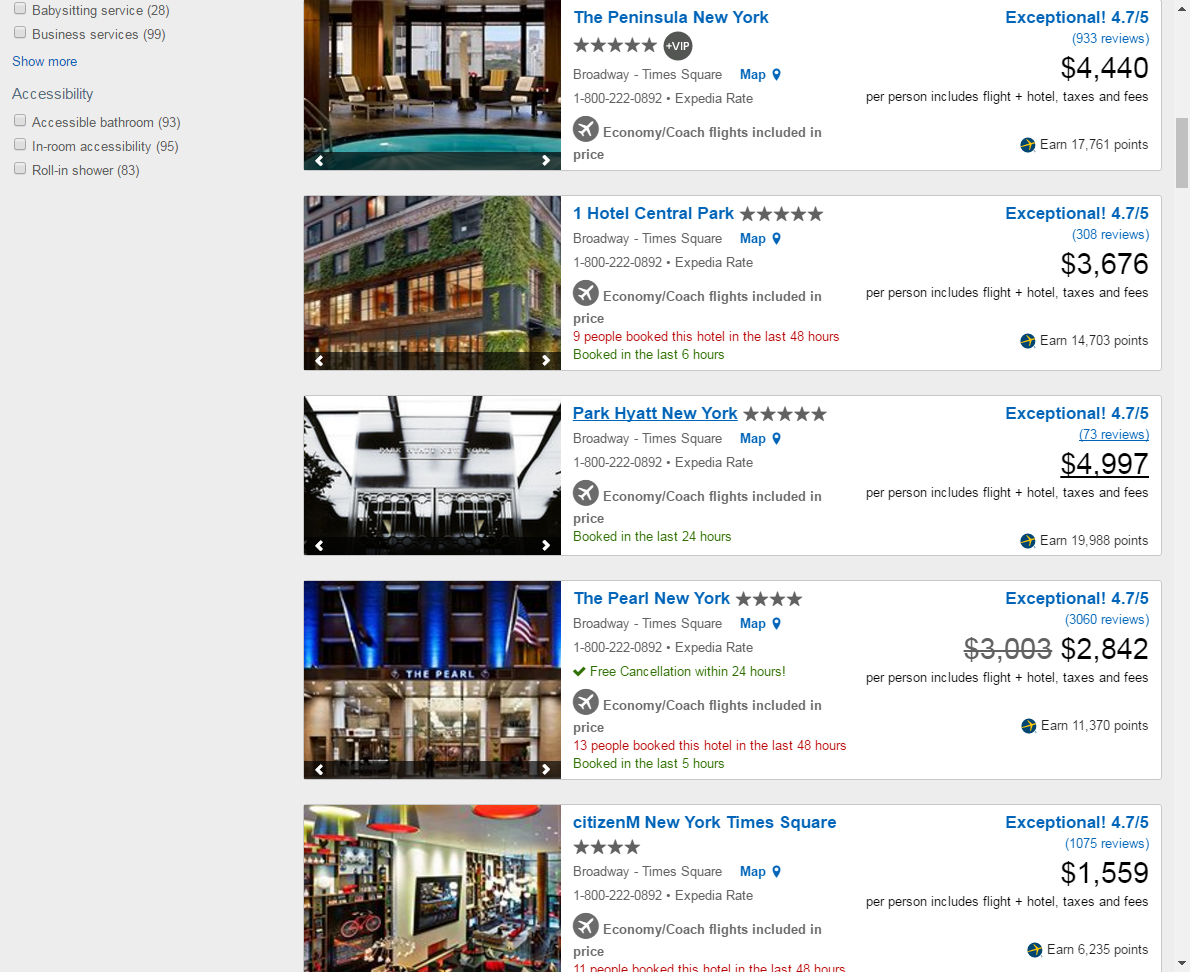 Babysitting service (28)
Business services (99)
Show more
Accessibility
Accessible bathroom (93)
In-room accessibility (95)
Roll-in shower (83)
The Peninsula New York
+VIP
Broadway - Times Square Map
1-800-222-0892 • Expedia Rate
Economy/Coach flights included in
price
Exceptional! 4.7/5
(933 reviews)
$4,440
per person includes flight + hotel, taxes and fees
Earn 17,761 points
1 Hotel Central Park
Broadway - Times Square Map
1-800-222-0892 • Expedia Rate
Economy/Coach flights included in
price
9 people booked this hotel in the last 48 hours
Booked in the last 6 hours
Exceptional! 4.7/5
(308 reviews)
$3,676
per person includes flight + hotel, taxes and fees
Earn 14,703 points
PARK HYATT NEW YORK
Park Hyatt New York
Broadway - Times Square Map
1-800-222-0892 • Expedia Rate
Economy/Coach flights included in
price
Booked in the last 24 hours
Exceptional! 4.7/5
(73 reviews)
$4,997
per person includes flight + hotel, taxes and fees
Earn 19,988 points
THE PEARL
The Pearl New York
Broadway - Times Square Map
1-800-222-0892 • Expedia Rate
Free Cancellation within 24 hours!
Economy/Coach flights included in
price
13 people booked this hotel in the last 48 hours
Booked in the last 5 hours
Exceptional! 4.7/5
(3060 reviews)
$3,003 $2,842
per person includes flight + hotel, taxes and fees
Earn 11,370 points
citizenM New York Times Square
Broadway - Times Square Map
1-800-222-0892 • Expedia Rate
Economy/Coach flights included in
price
11 people booked this hotel in the last 48 hours
Exceptional! 4.7/5
(1075 reviews)
$1,559
per person includes flight + hotel, taxes and fees
Earn 6,235 points